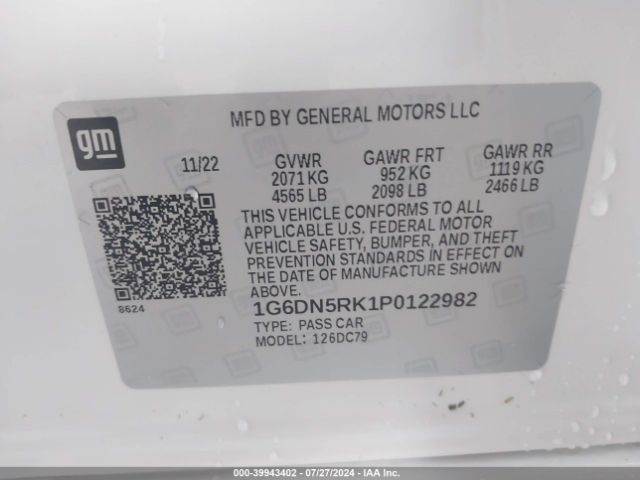 MFD BY GENERAL MOTORS LLC
gm
11/22 GVWR GAWR FRT GAWR RR
2071 KG 952 KG 1119 KG
4565 LB 2098 LB 2466 LB
THIS VEHICLE CONFORMS TO ALL
APPLICABLE U.S. FEDERAL MOTOR
VEHICLE SAFETY, BUMPER, AND THEFT
PREVENTION STANDARDS IN EFFECT ON
THE DATE OF MANUFACTURE SHOWN
ABOVE.
8624
1G6DN5RK1P0122982
TYPE: PASS CAR
MODEL: 126DC79
000-39943402 - 07/27/2024 - IAA Inc.